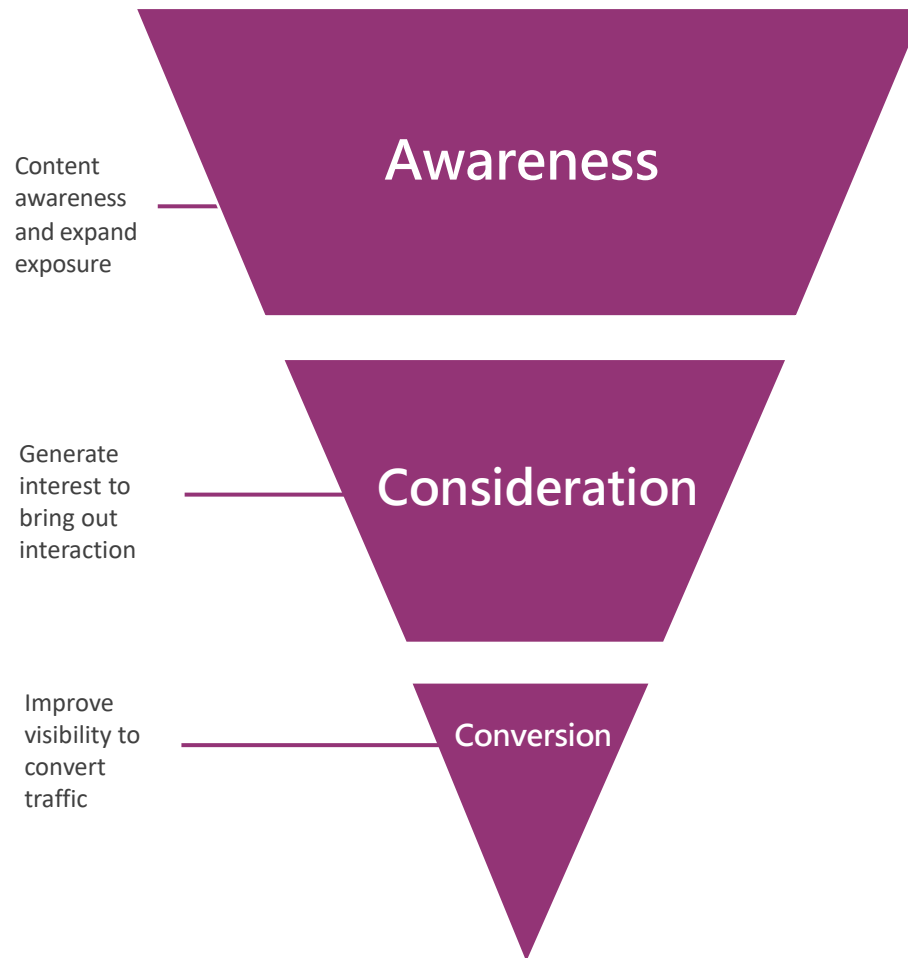 Awareness
Content
awareness
and expand
exposure
Consideration
Generate
interest to
bring out
interaction
Conversion
Improve
visibility to
convert
traffic